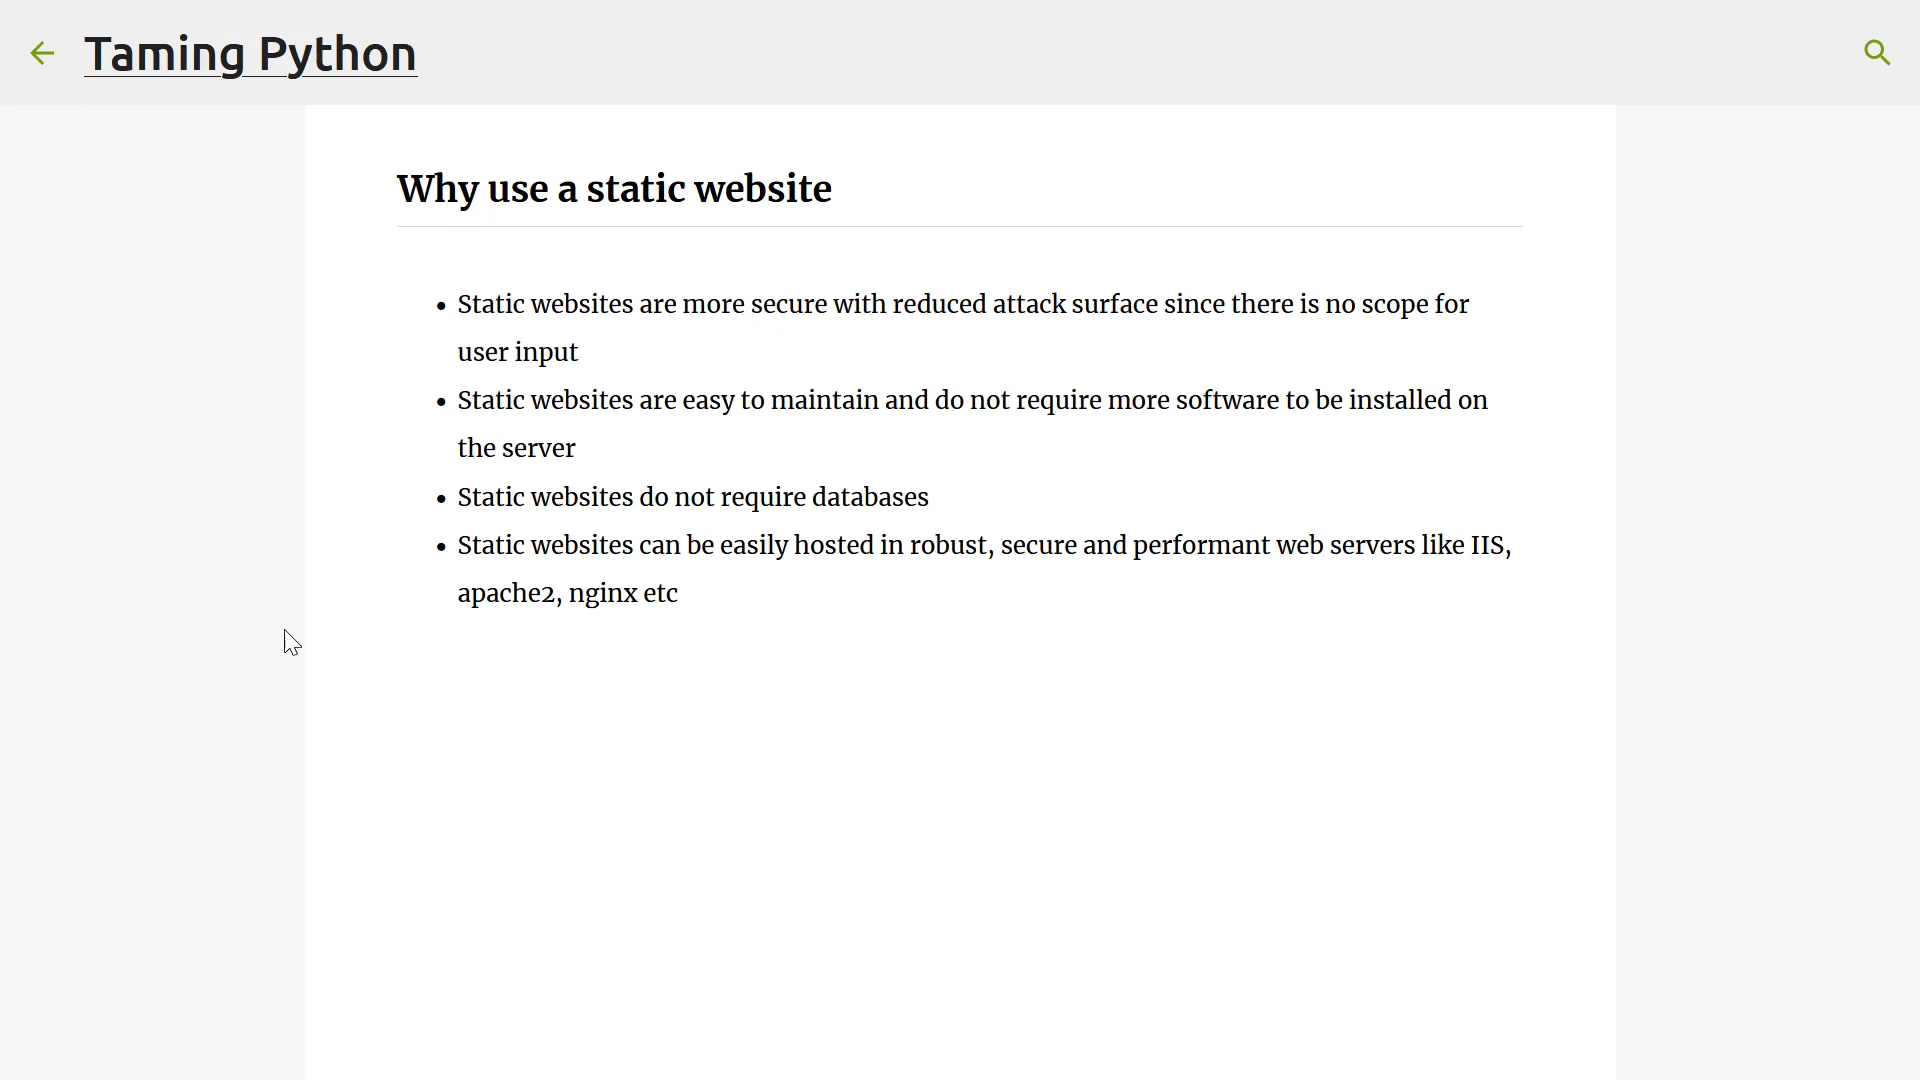 Taming Python
Why use a static website
• Static websites are more secure with reduced attack surface since there is no scope for
user input
• Static websites are easy to maintain and do not require more software to be installed on
the server
• Static websites do not require databases
• Static websites can be easily hosted in robust, secure and performant web servers like IIS,
apache2, nginx etc